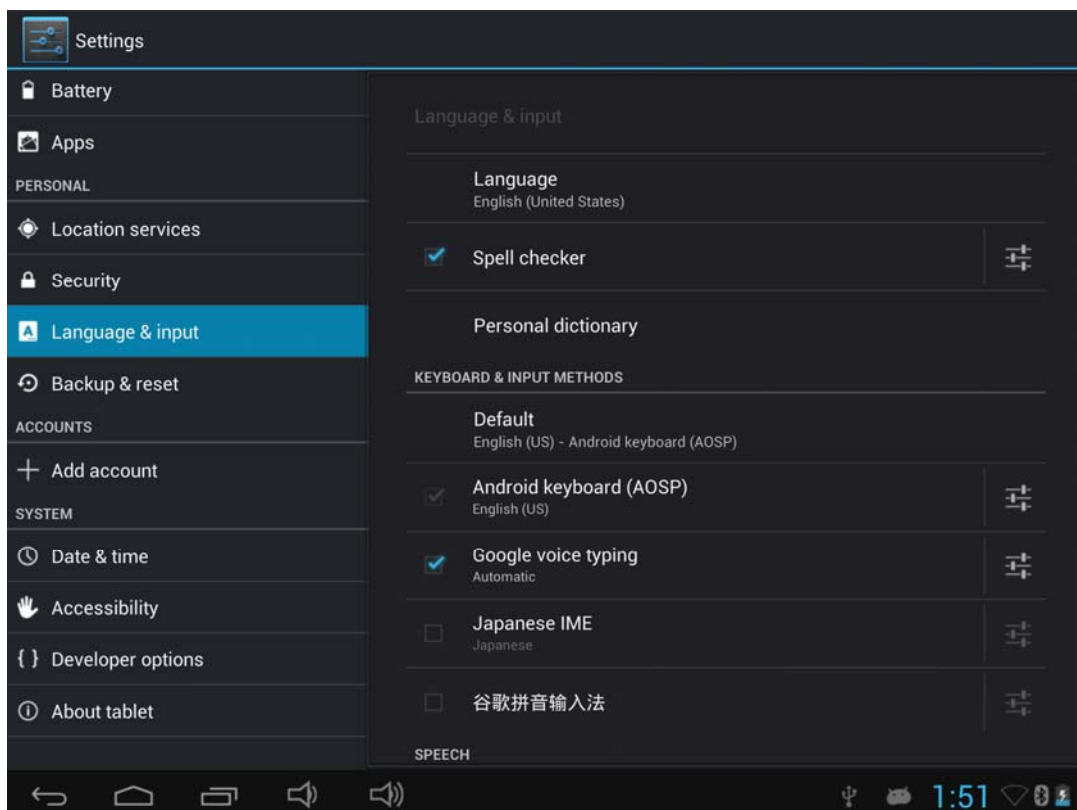 Settings
Battery
Apps
PERSONAL
Location services
Security
Language & input
Backup & reset
ACCOUNTS
Add account
SYSTEM
Date & time
Accessibility
{ } Developer options
About tablet
Language & input
Language
English (United States)
Spell checker
Personal dictionary
KEYBOARD & INPUT METHODS
Default
English (US) - Android keyboard (AOSP)
Android keyboard (AOSP)
English (US)
Google voice typing
Automatic
Japanese IME
Japanese
谷歌拼音输入法
SPEECH
1:51